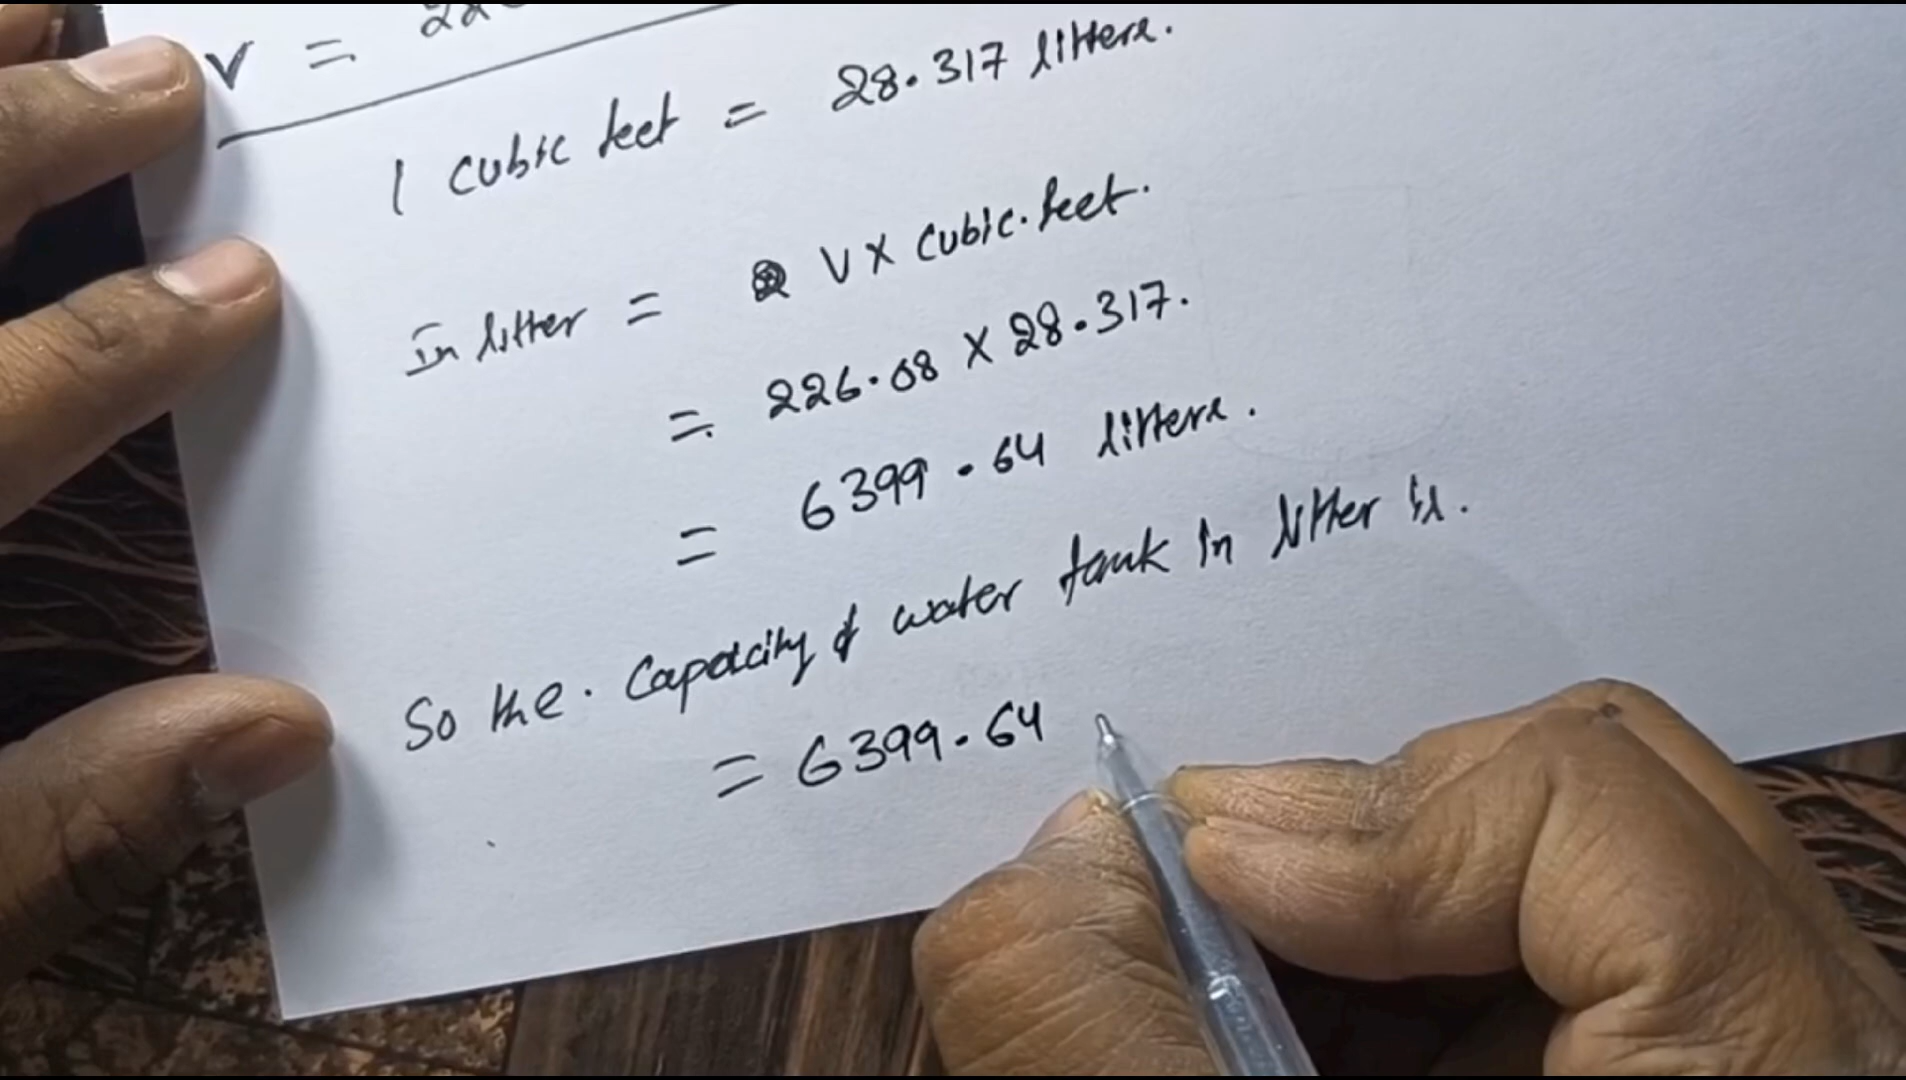 V = 22
1 cubic feet = 28.317 litters.
In litter = V X cubic.feet.
= 226.08 X 28.317.
= 6399.64 litters.
So the. Capacity of water tank in litter is.
= 6399.64